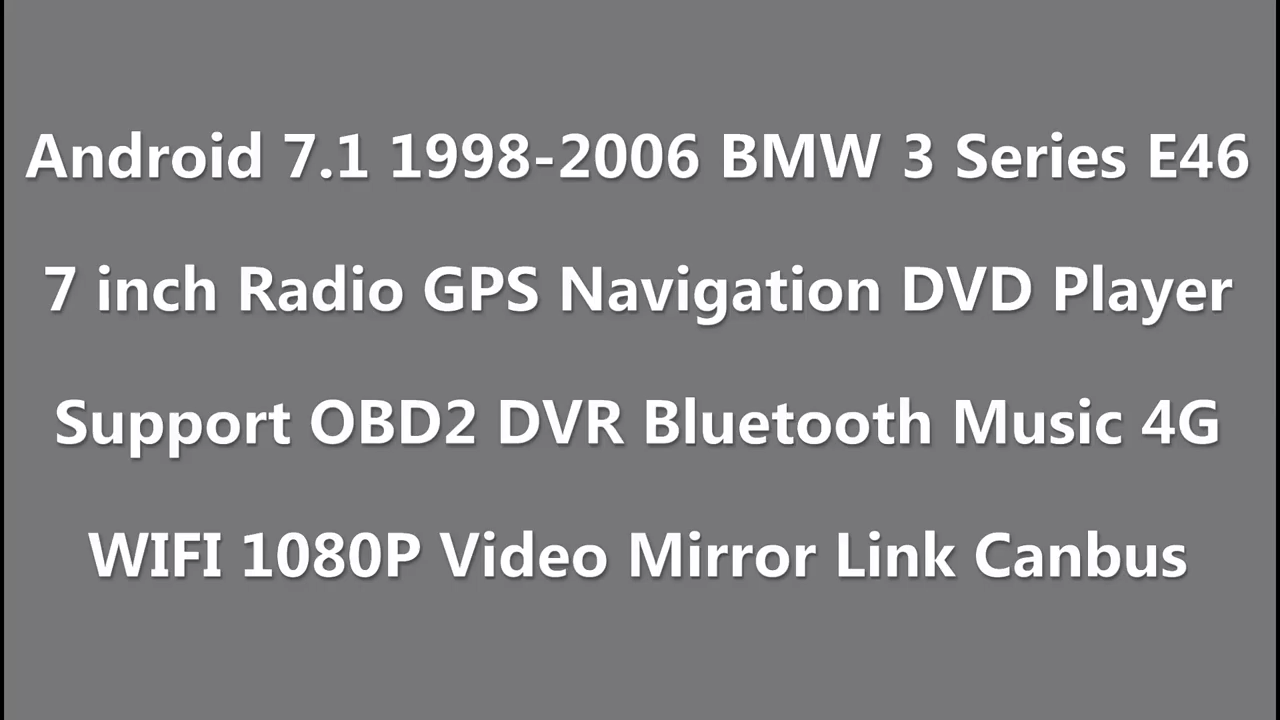 Android 7.1 1998-2006 BMW 3 Series E46
7 inch Radio GPS Navigation DVD Player
Support OBD2 DVR Bluetooth Music 4G
WIFI 1080P Video Mirror Link Canbus